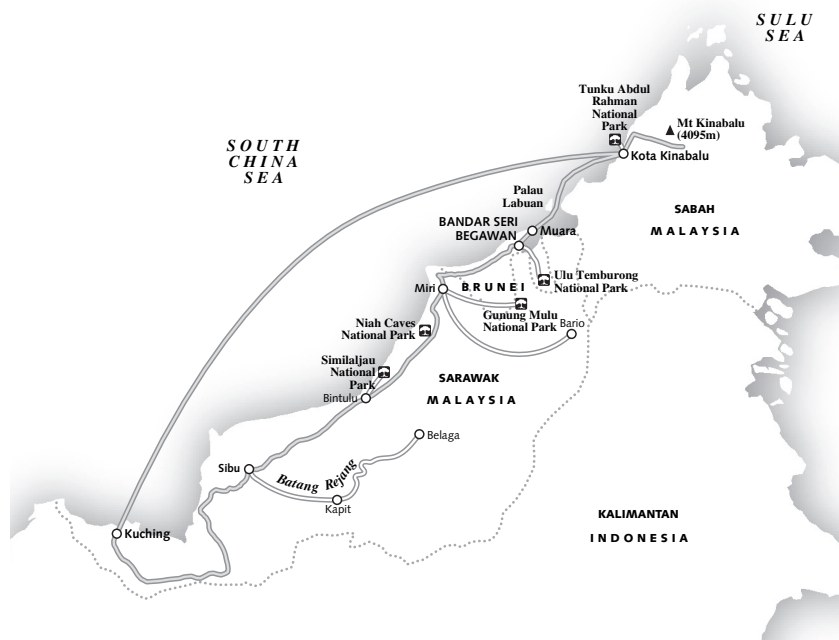 SULU
SEA
Tunku Abdul
Rahman
National
Park
Mt Kinabalu
(4095m)
SOUTH
CHINA
SEA
Kota Kinabalu
Palau
Labuan
SABAH
MALAYSIA
BANDAR SERI
BEGAWAN
Muara
Ulu Temburong
National Park
Miri
BRUNEI
Gunung Mulu
National Park
Bario
Niah Caves
National Park
Similaljau
National
Park
SARAWAK
MALAYSIA
Bintulu
Belaga
Sibu
Batang Rejang
Kapit
Kuching
KALIMANTAN
INDONESIA